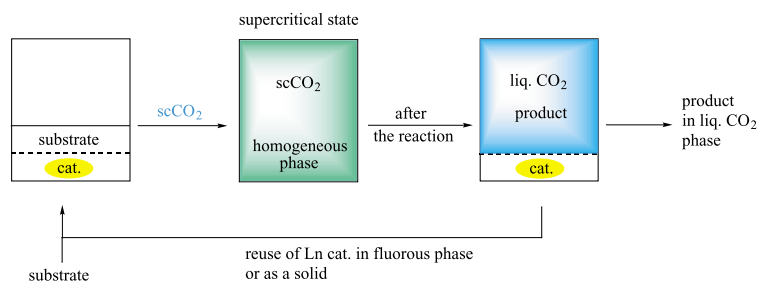 supercritical state
substrate
cat.
scCO₂
scCO₂
homogeneous
phase
after
the reaction
liq. CO₂
product
cat.
product
in liq. CO₂
phase
reuse of Ln cat. in fluorous phase
or as a solid
substrate